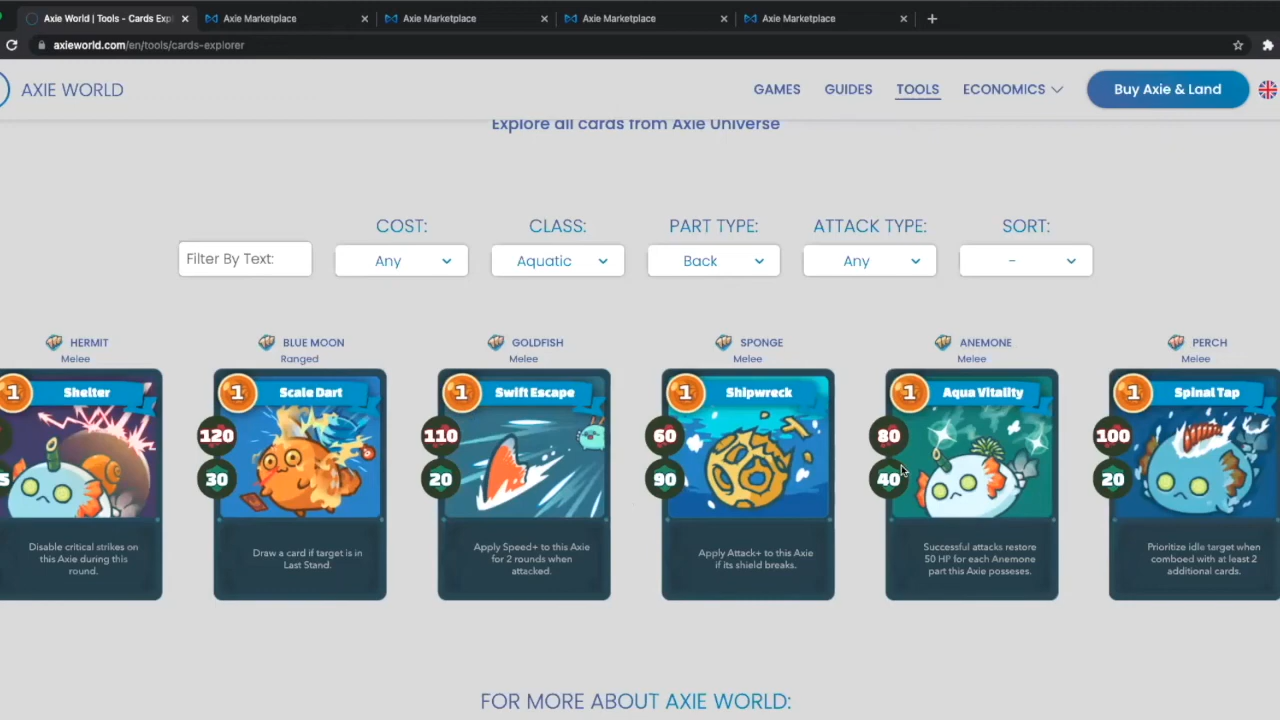 Axie World | Tools - Cards Exp
Axie Marketplace
Axie Marketplace
Axie Marketplace
Axie Marketplace
axieworld.com/en/tools/cards-explorer
AXIE WORLD
GAMES
GUIDES
TOOLS
ECONOMICS
Buy Axie & Land
Explore all cards from Axie Universe
COST:
CLASS:
PART TYPE:
ATTACK TYPE:
SORT:
Filter By Text:
Any
Aquatic
Back
Any
-
HERMIT
Melee
1
Shelter
5
Disable critical strikes on
this Axie during this
round.
BLUE MOON
Ranged
1
Scale Dart
120
30
Draw a card if target is in
Last Stand.
GOLDFISH
Melee
1
Swift Escape
110
20
Apply Speed+ to this Axie
for 2 rounds when
attacked.
SPONGE
Melee
1
Shipwreck
60
90
Apply Attack+ to this Axie
if its shield breaks.
ANEMONE
Melee
1
Aqua Vitality
80
40
Successful attacks restore
50 HP for each Anemone
part this Axie posseses.
PERCH
Melee
1
Spinal Tap
100
20
Prioritize idle target when
comboed with at least 2
additional cards.
FOR MORE ABOUT AXIE WORLD: